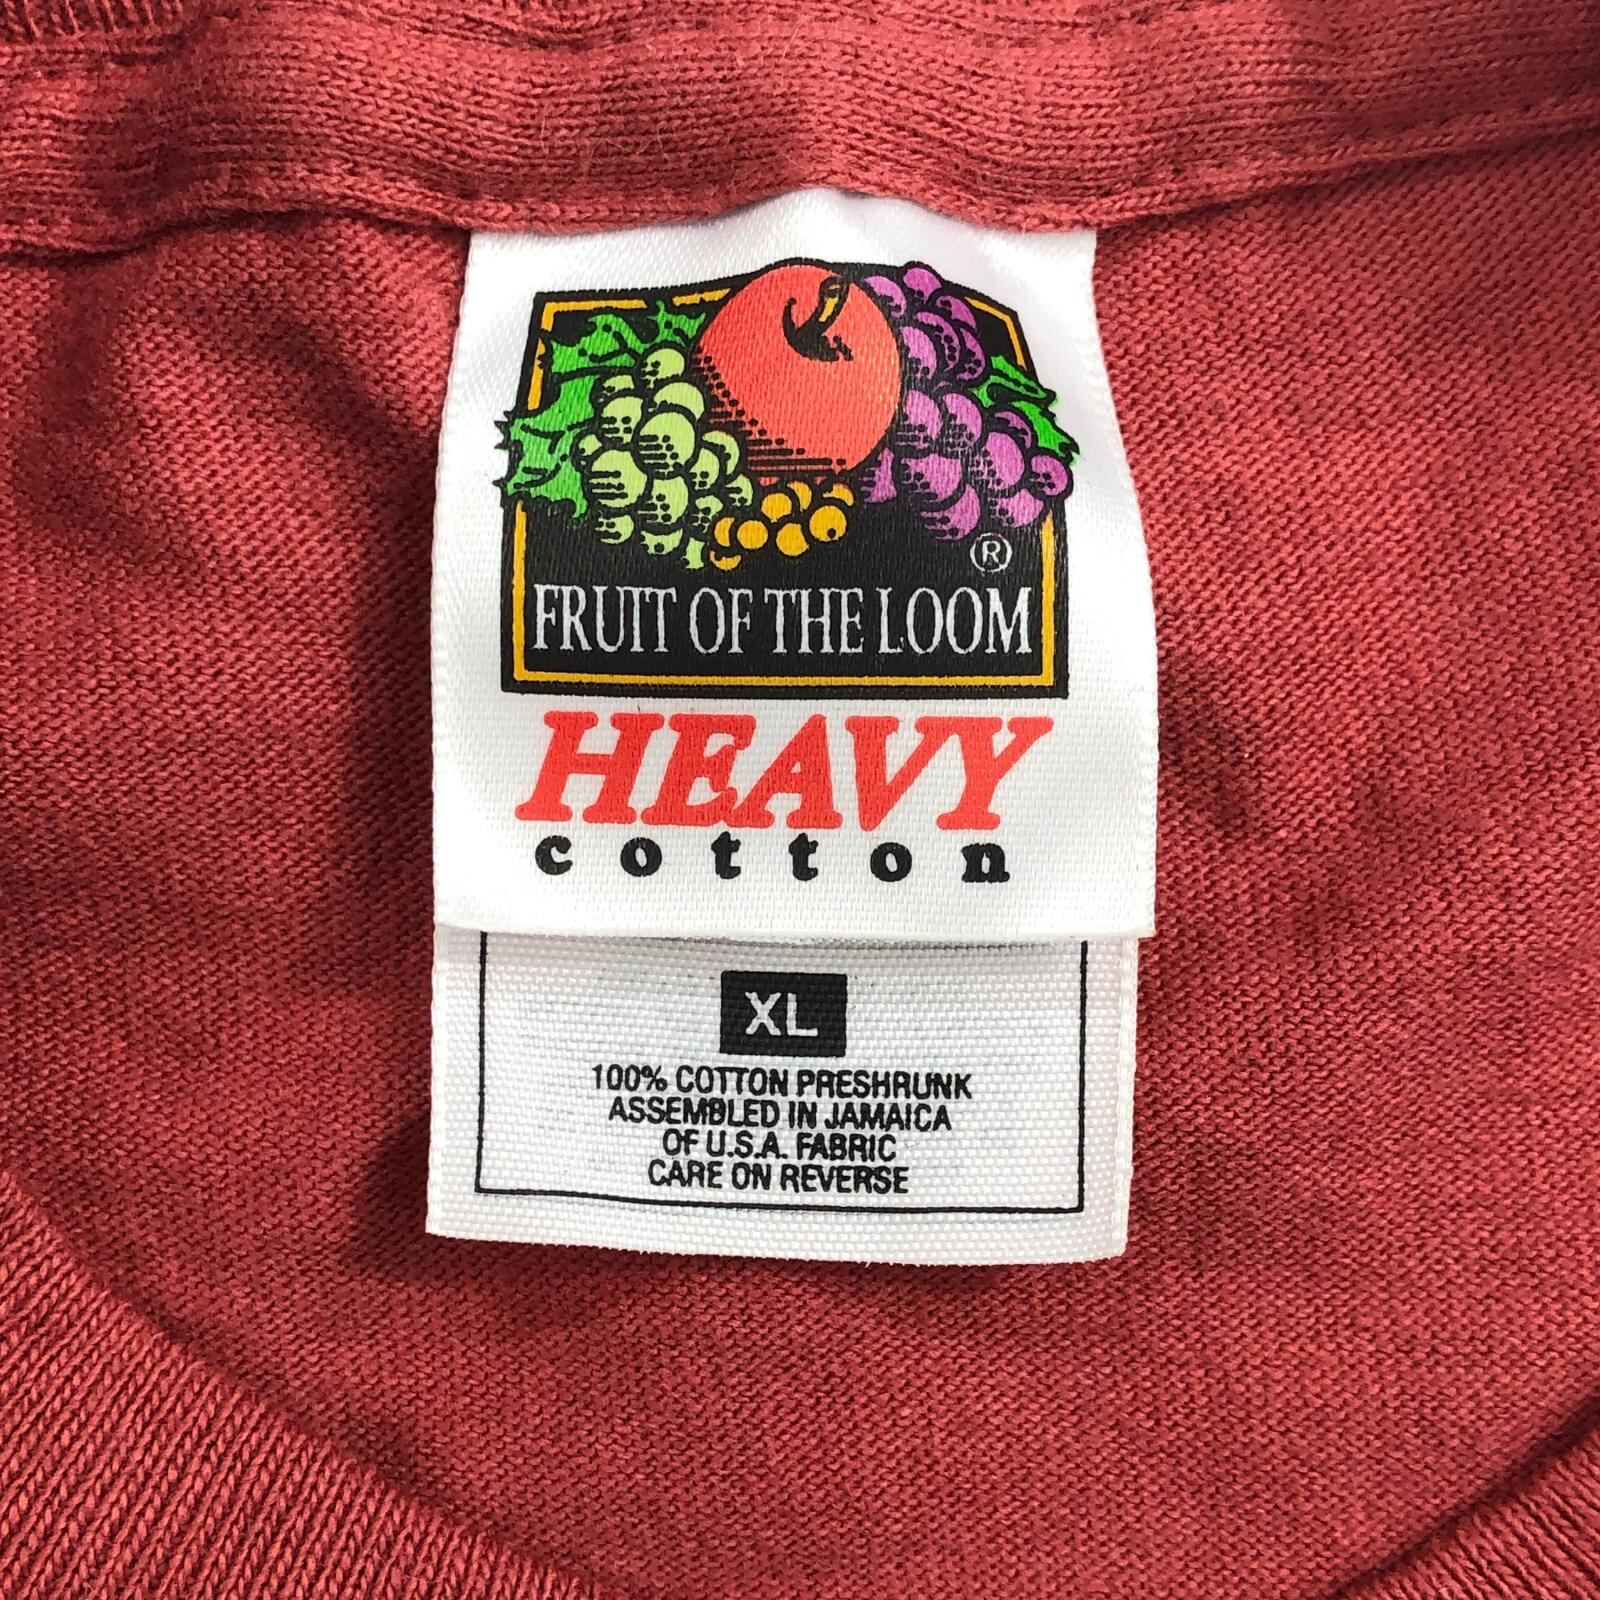 ®
FRUIT OF THE LOOM
HEAVY
cotton
XL
100% COTTON PRESHRUNK
ASSEMBLED IN JAMAICA
OF U.S.A. FABRIC
CARE ON REVERSE